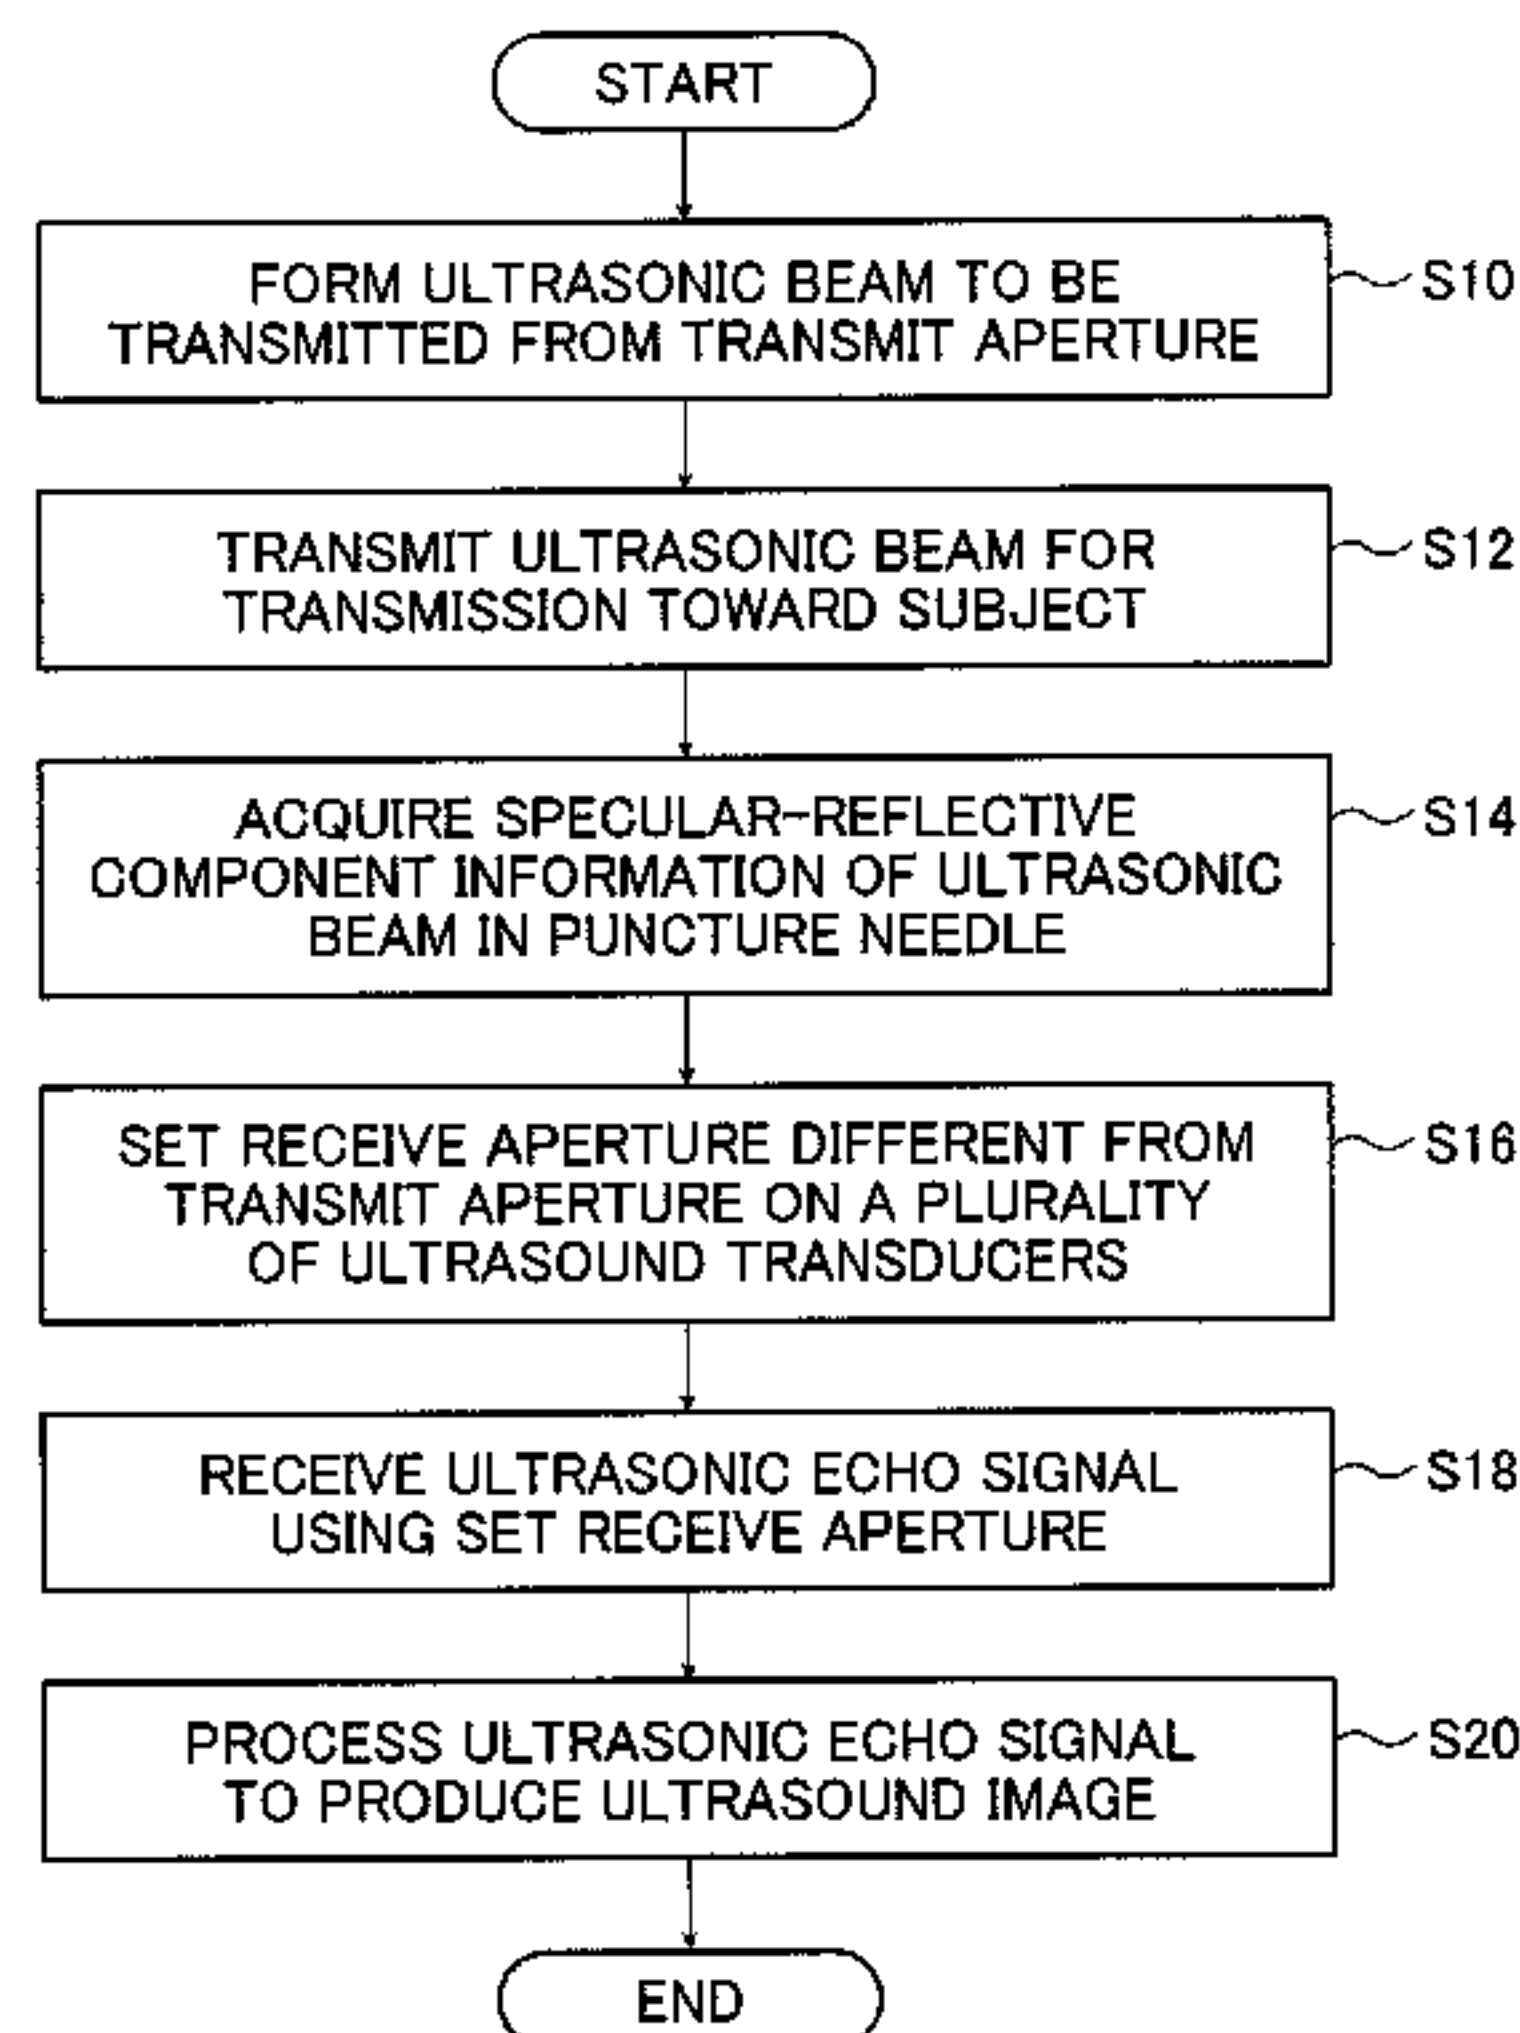 START
FORM ULTRASONIC BEAM TO BE
TRANSMITTED FROM TRANSMIT APERTURE
S10
TRANSMIT ULTRASONIC BEAM FOR
TRANSMISSION TOWARD SUBJECT
S12
ACQUIRE SPECULAR-REFLECTIVE
COMPONENT INFORMATION OF ULTRASONIC
BEAM IN PUNCTURE NEEDLE
S14
SET RECEIVE APERTURE DIFFERENT FROM
TRANSMIT APERTURE ON A PLURALITY
OF ULTRASOUND TRANSDUCERS
S16
RECEIVE ULTRASONIC ECHO SIGNAL
USING SET RECEIVE APERTURE
S18
PROCESS ULTRASONIC ECHO SIGNAL
TO PRODUCE ULTRASOUND IMAGE
S20
END